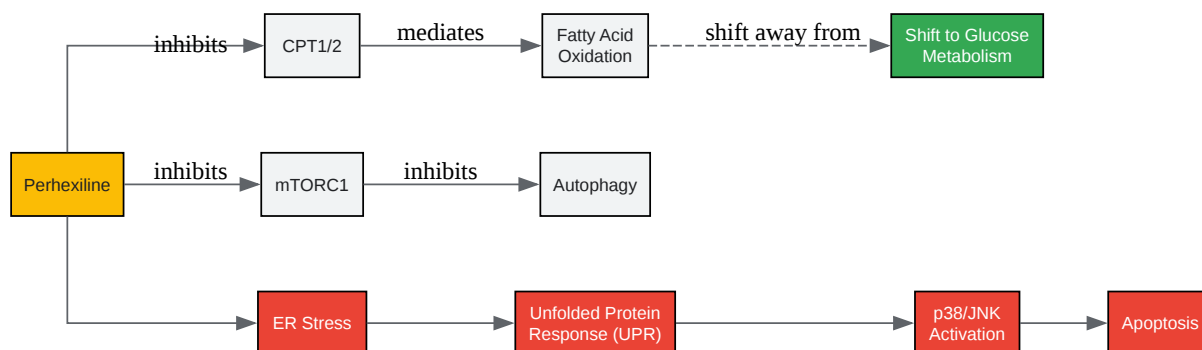 inhibits
CPT1/2
mediates
Fatty Acid
Oxidation
shift away from
Shift to Glucose
Metabolism
Perhexiline
inhibits
mTORC1
inhibits
Autophagy
ER Stress
Unfolded Protein
Response (UPR)
p38/JNK
Activation
Apoptosis